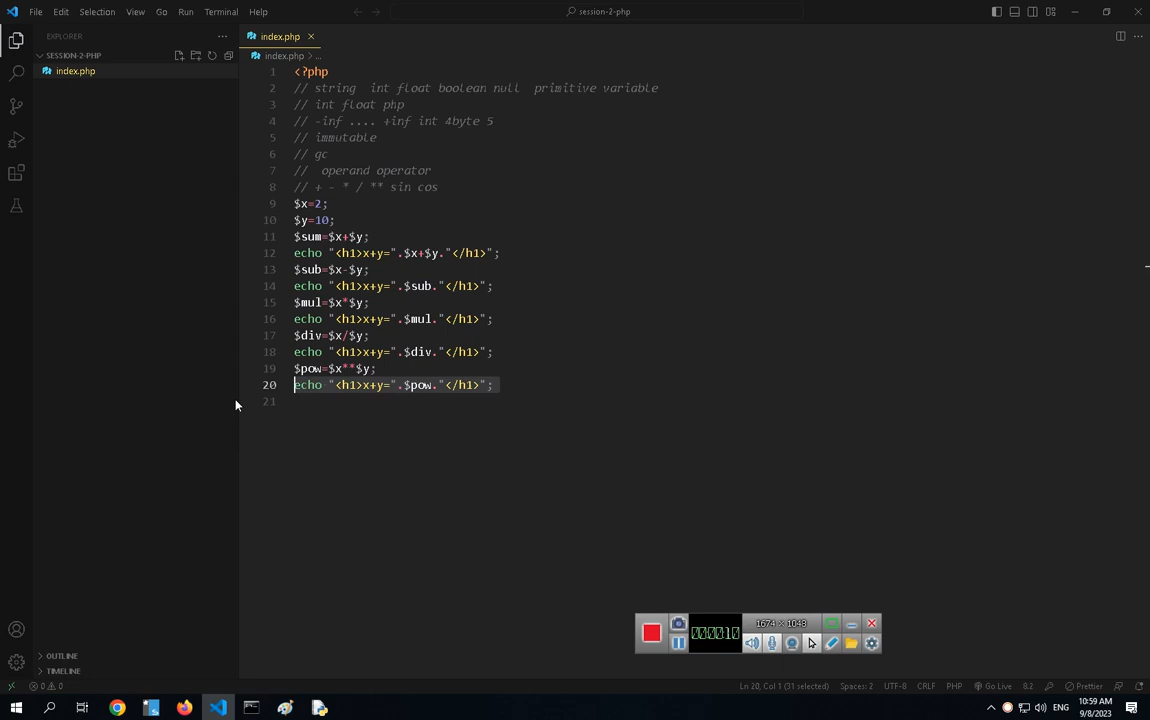 File Edit Selection View Go Run Terminal Help
session-2-php
EXPLORER
index.php
SESSION-2-PHP
index.php > ...
index.php
1 <?php
2 // string  int float boolean null  primitive variable
3 // int float php
4 // -inf .... +inf int 4byte 5
5 // immutable
6 // gc
7 //  operand operator
8 // + - * / ** sin cos
9 $x=2;
10 $y=10;
11 $sum=$x+$y;
12 echo "<h1>x+y=".$x+$y."</h1>";
13 $sub=$x-$y;
14 echo "<h1>x+y=".$sub."</h1>";
15 $mul=$x*$y;
16 echo "<h1>x+y=".$mul."</h1>";
17 $div=$x/$y;
18 echo "<h1>x+y=".$div."</h1>";
19 $pow=$x**$y;
20 echo "<h1>x+y=".$pow."</h1>";
21
1674 x 1048
000010
OUTLINE
TIMELINE
0 0
Ln 20, Col 1 (31 selected) Spaces: 2 UTF-8 CRLF PHP Go Live 8.2 Prettier
ENG
10:59 AM
9/8/2023